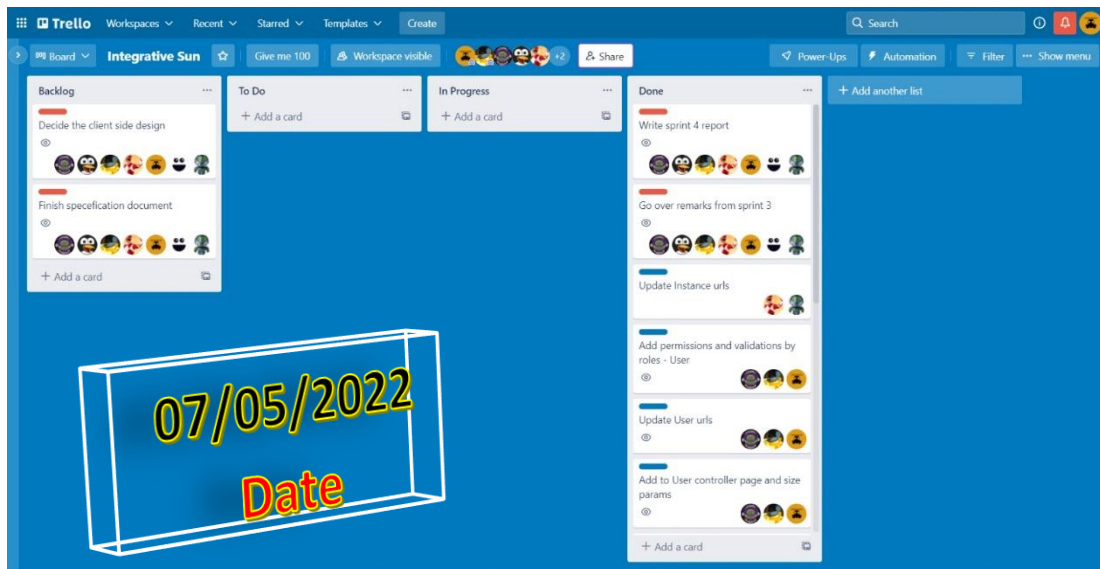 Trello Workspaces Recent Starred Templates Create Search
Board Integrative Sun Give me 100 Workspace visible +2 Share Power-Ups Automation Filter ... Show menu
Backlog ...
Decide the client side design
Finish specefication document
+ Add a card
To Do ...
+ Add a card
In Progress ...
+ Add a card
Done ...
Write sprint 4 report
Go over remarks from sprint 3
Update Instance urls
Add permissions and validations by
roles - User
Update User urls
Add to User controller page and size
params
+ Add a card
+ Add another list
07/05/2022
Date